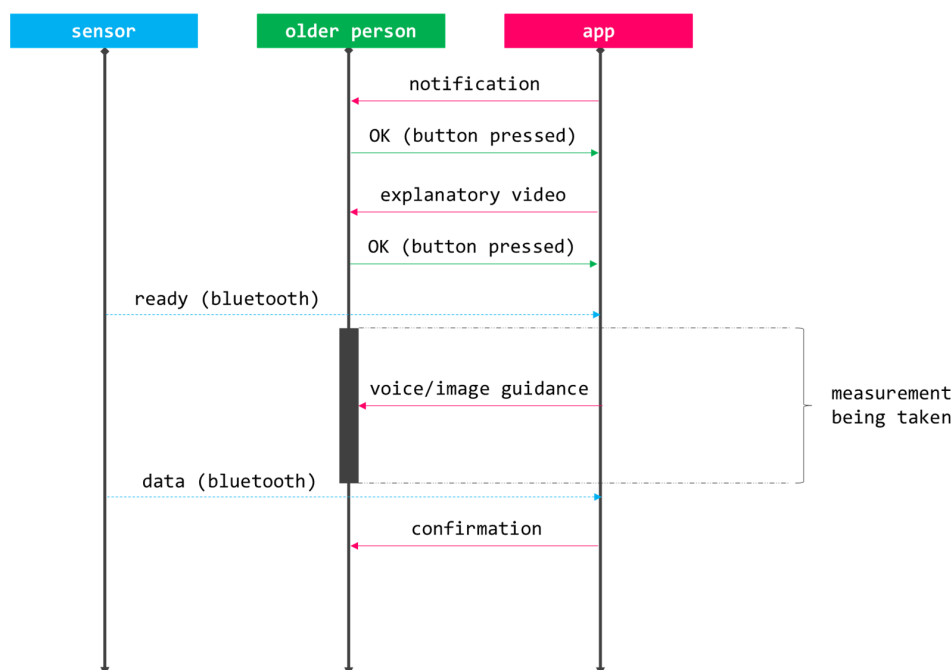 sensor
older person
app
notification
OK (button pressed)
explanatory video
OK (button pressed)
ready (bluetooth)
voice/image guidance
measurement
being taken
data (bluetooth)
confirmation